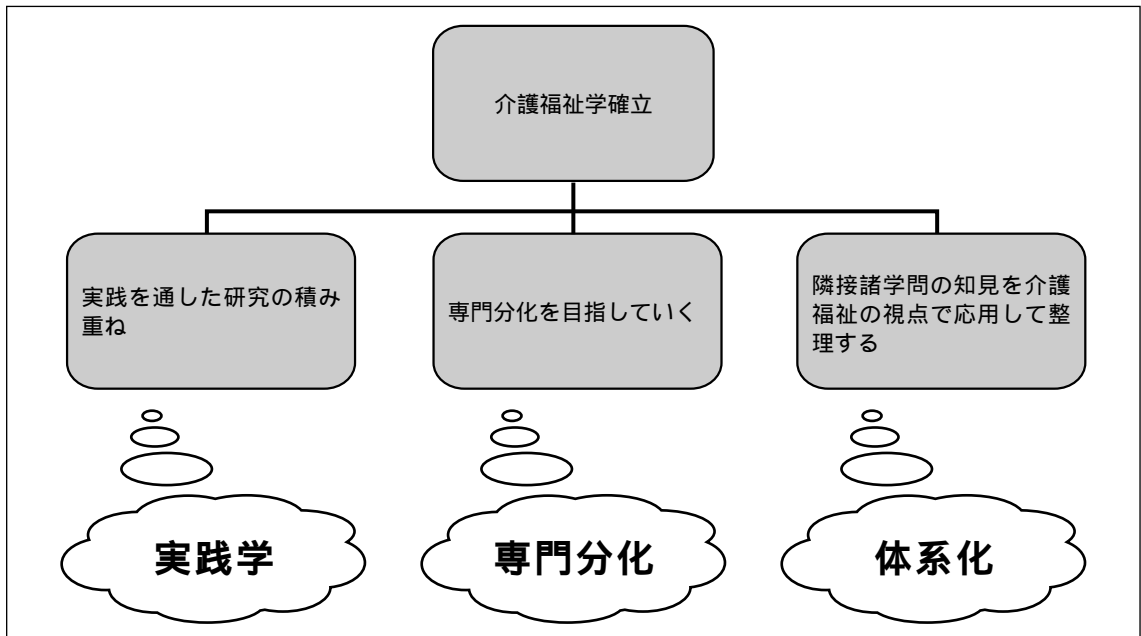 介護福祉学確立
実践を通した研究の積み
重ね
専門分化を目指していく
隣接諸学問の知見を介護
福祉の視点で応用して整
理する
実践学
専門分化
体系化